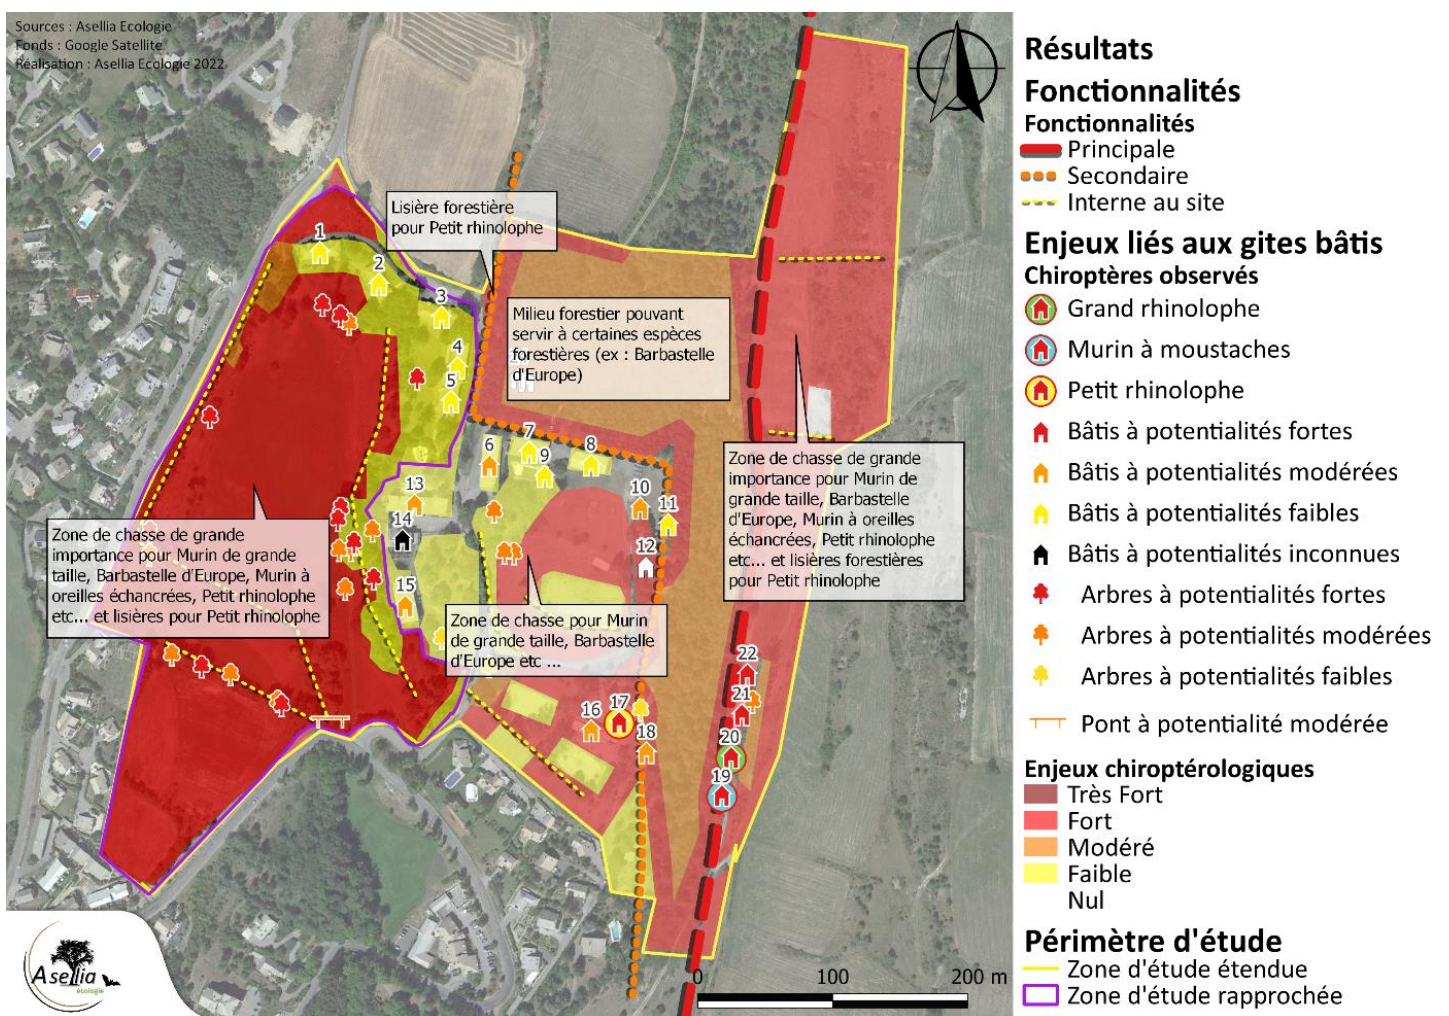 Sources : Asellia Ecologie
Fonds : Google Satellite
Réalisation : Asellia Ecologie 2022
Lisière forestière
pour Petit rhinolophe
Milieu forestier pouvant
servir à certaines espèces
forestières (ex : Barbastelle
d'Europe)
Zone de chasse de grande
importance pour Murin de
grande taille, Barbastelle
d'Europe, Murin à oreilles
échancrées, Petit rhinolophe
etc... et lisières forestières
pour Petit rhinolophe
Zone de chasse de grande
importance pour Murin de grande
taille, Barbastelle d'Europe, Murin à
oreilles échancrées, Petit rhinolophe
etc... et lisières pour Petit rhinolophe
Zone de chasse pour Murin
de grande taille, Barbastelle
d'Europe etc ...
1
2
3
4
5
6
7
8
9
10
11
12
13
14
15
16
17
18
19
20
21
22
0 100 200 m
Asellia
écologie
Résultats
Fonctionnalités
Fonctionnalités
Principale
Secondaire
Interne au site
Enjeux liés aux gites bâtis
Chiroptères observés
Grand rhinolophe
Murin à moustaches
Petit rhinolophe
Bâtis à potentialités fortes
Bâtis à potentialités modérées
Bâtis à potentialités faibles
Bâtis à potentialités inconnues
Arbres à potentialités fortes
Arbres à potentialités modérées
Arbres à potentialités faibles
Pont à potentialité modérée
Enjeux chiroptérologiques
Très Fort
Fort
Modéré
Faible
Nul
Périmètre d'étude
Zone d'étude étendue
Zone d'étude rapprochée